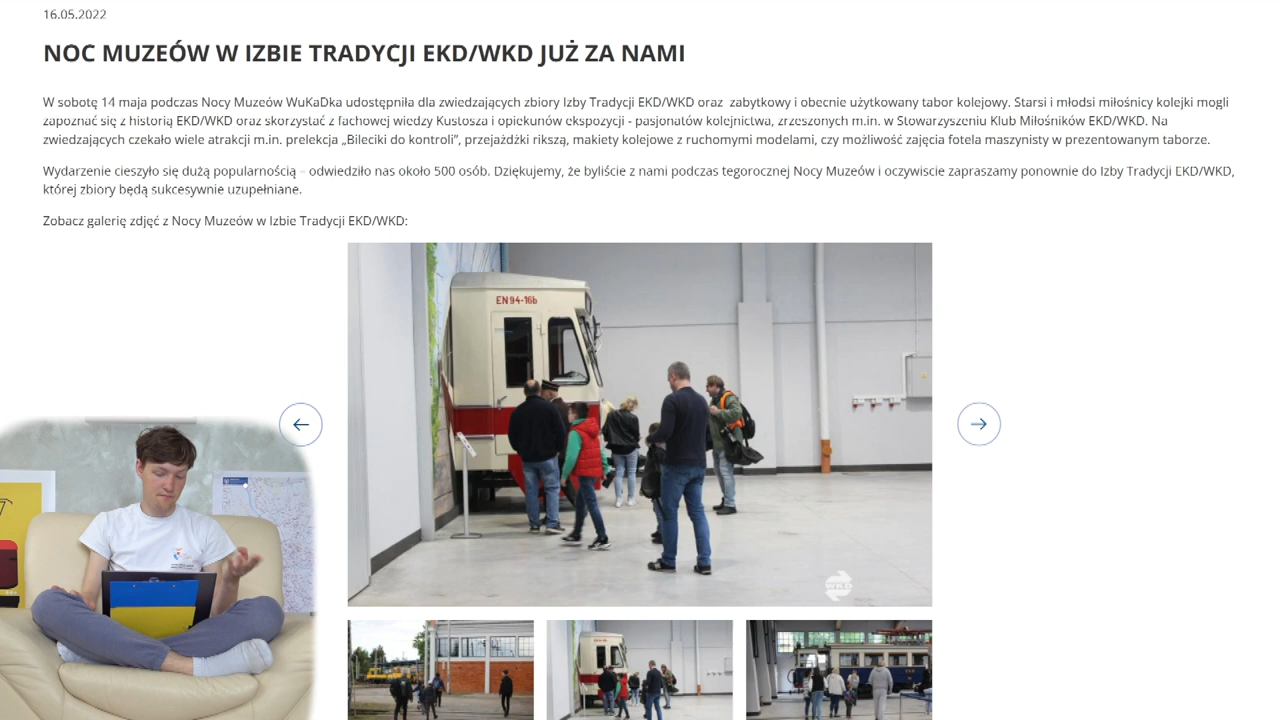 16.05.2022
NOC MUZEÓW W IZBIE TRADYCJI EKD/WKD JUŻ ZA NAMI
W sobotę 14 maja podczas Nocy Muzeów WuKaDka udostępniła dla zwiedzających zbiory Izby Tradycji EKD/WKD oraz  zabytkowy i obecnie użytkowany tabor kolejowy. Starsi i młodsi miłośnicy kolejki mogli
zapoznać się z historią EKD/WKD oraz skorzystać z fachowej wiedzy Kustosza i opiekunów ekspozycji - pasjonatów kolejnictwa, zrzeszonych m.in. w Stowarzyszeniu Klub Miłośników EKD/WKD. Na
zwiedzających czekało wiele atrakcji m.in. prelekcja „Bileciki do kontroli”, przejażdżki rikszą, makiety kolejowe z ruchomymi modelami, czy możliwość zajęcia fotela maszynisty w prezentowanym taborze.
Wydarzenie cieszyło się dużą popularnością – odwiedziło nas około 500 osób. Dziękujemy, że byliście z nami podczas tegorocznej Nocy Muzeów i oczywiscie zapraszamy ponownie do Izby Tradycji EKD/WKD,
której zbiory będą sukcesywnie uzupełniane.
Zobacz galerię zdjęć z Nocy Muzeów w Izbie Tradycji EKD/WKD:
EN 94-16b
WKD